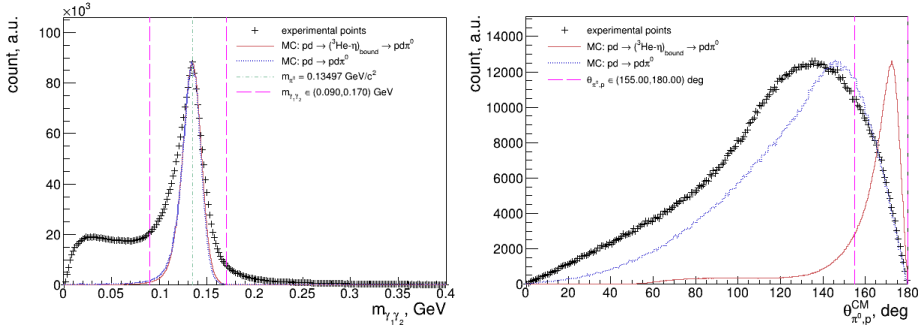 ×10³
100
80
60
40
20
0
count, a.u.
experimental points
MC: pd → (³He-η)bound → pdπ⁰
MC: pd → pdπ⁰
mπ⁰ = 0.13497 GeV/c²
mγ₁γ₂ ∈ (0.090,0.170) GeV
0 0.05 0.1 0.15 0.2 0.25 0.3 0.35 0.4
mγ₁γ₂, GeV
14000
12000
10000
8000
6000
4000
2000
0
count, a.u.
experimental points
MC: pd → (³He-η)bound → pdπ⁰
MC: pd → pdπ⁰
θπ⁰,p ∈ (155.00,180.00) deg
0 20 40 60 80 100 120 140 160 180
θCMπ⁰,p, deg